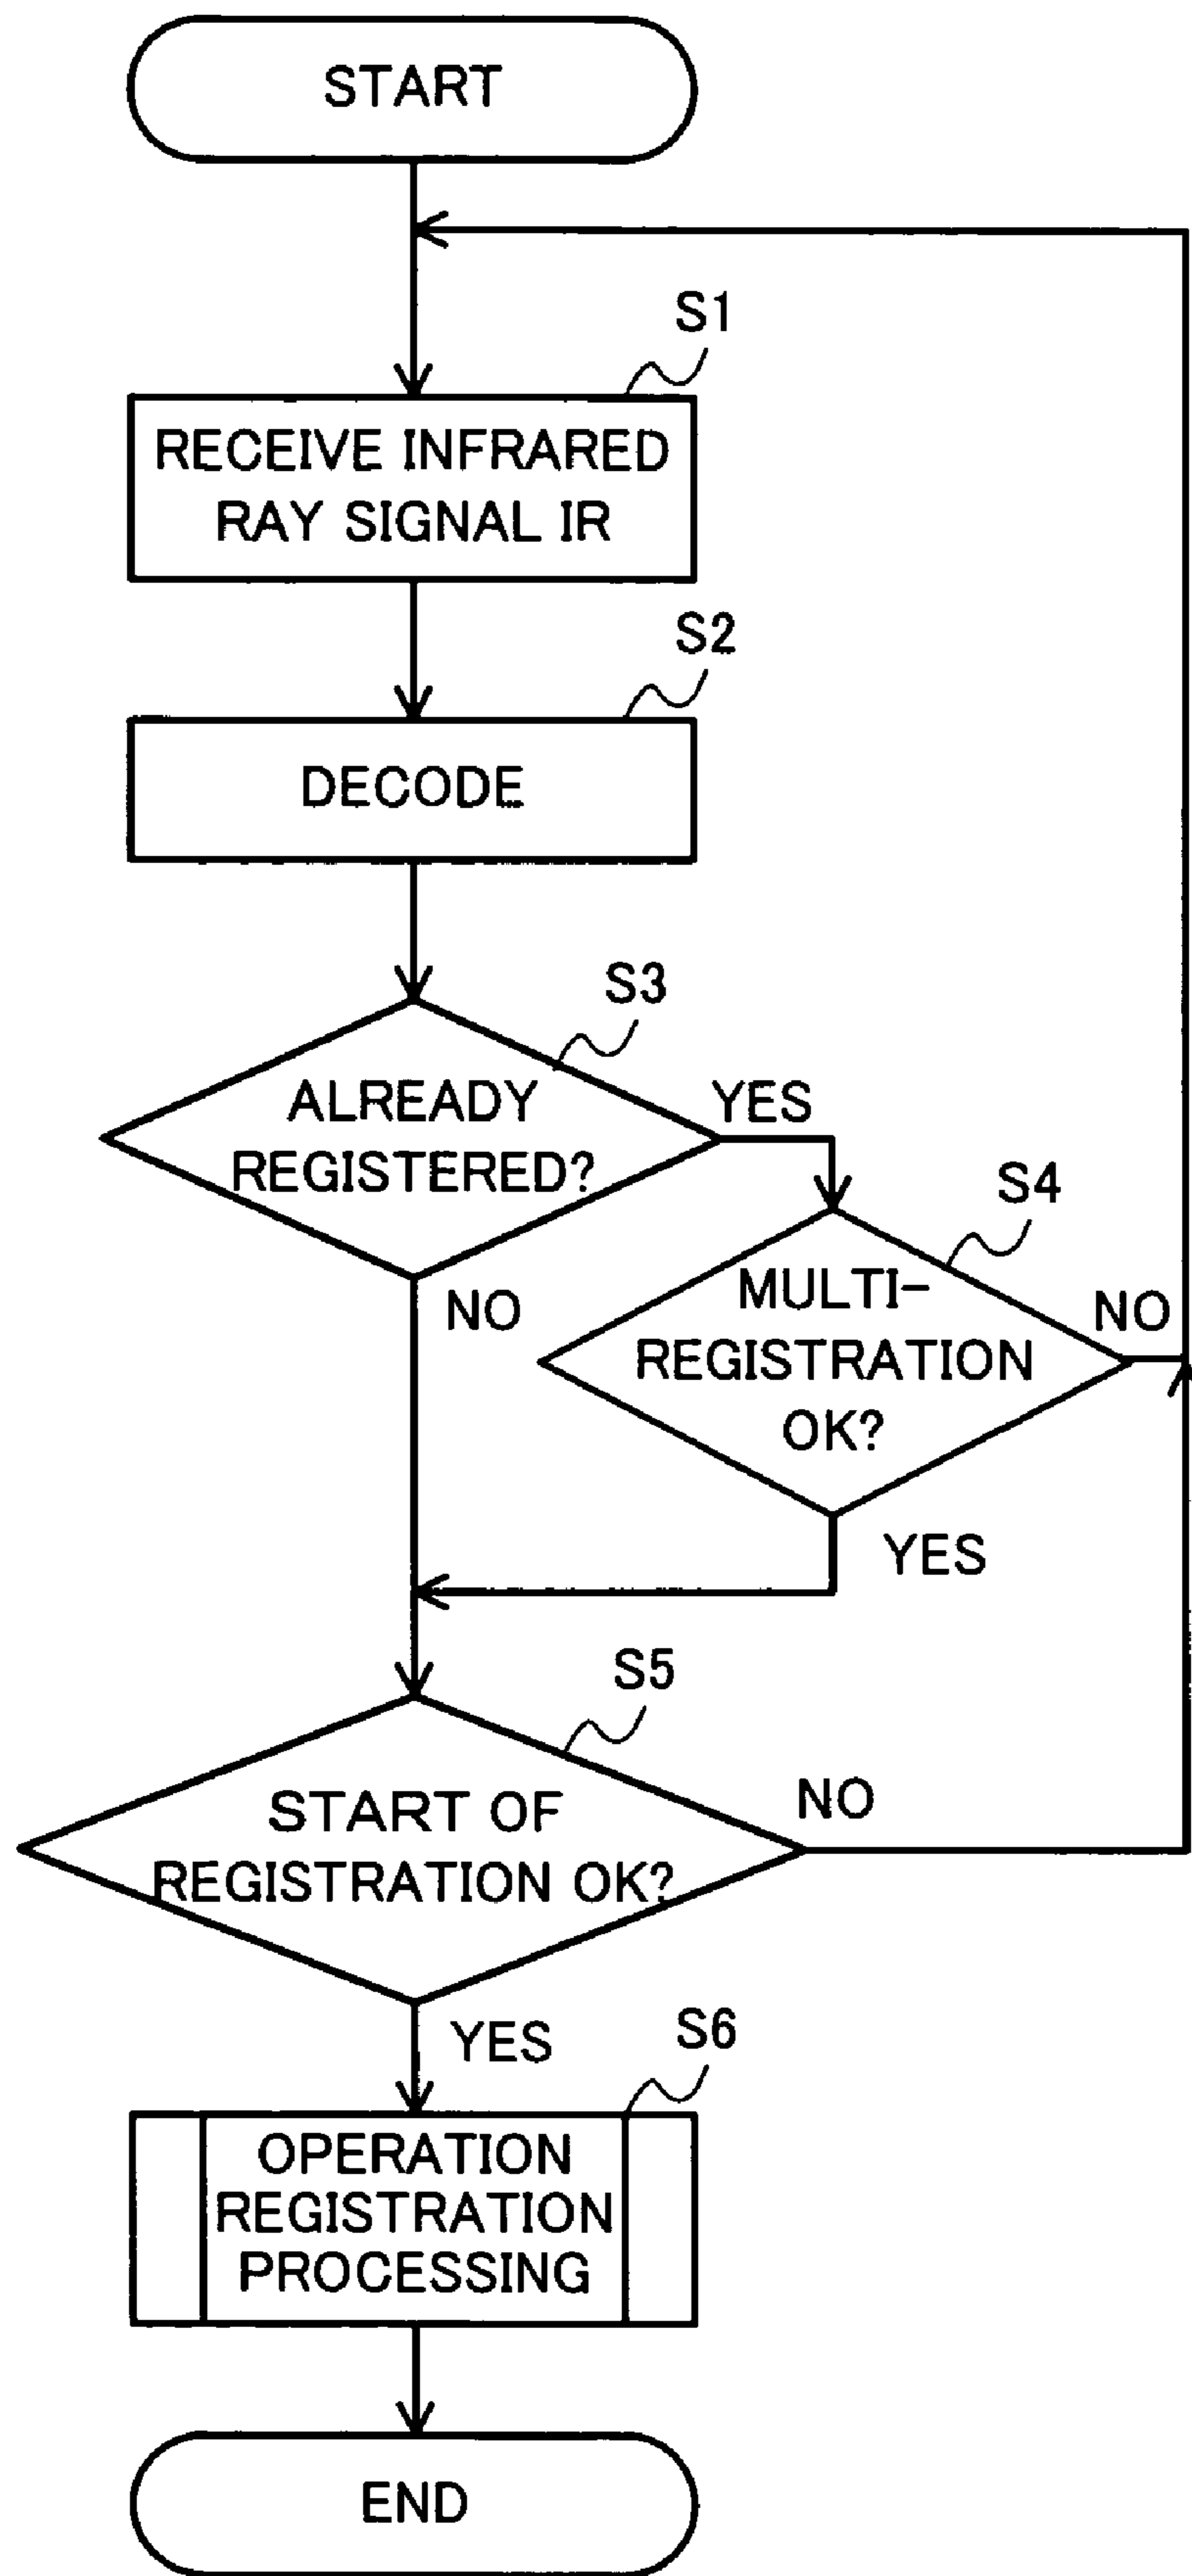 START
S1
RECEIVE INFRARED
RAY SIGNAL IR
S2
DECODE
S3
ALREADY
REGISTERED?
YES
NO
S4
MULTI-
REGISTRATION
OK?
NO
YES
S5
START OF
REGISTRATION OK?
NO
YES
S6
OPERATION
REGISTRATION
PROCESSING
END